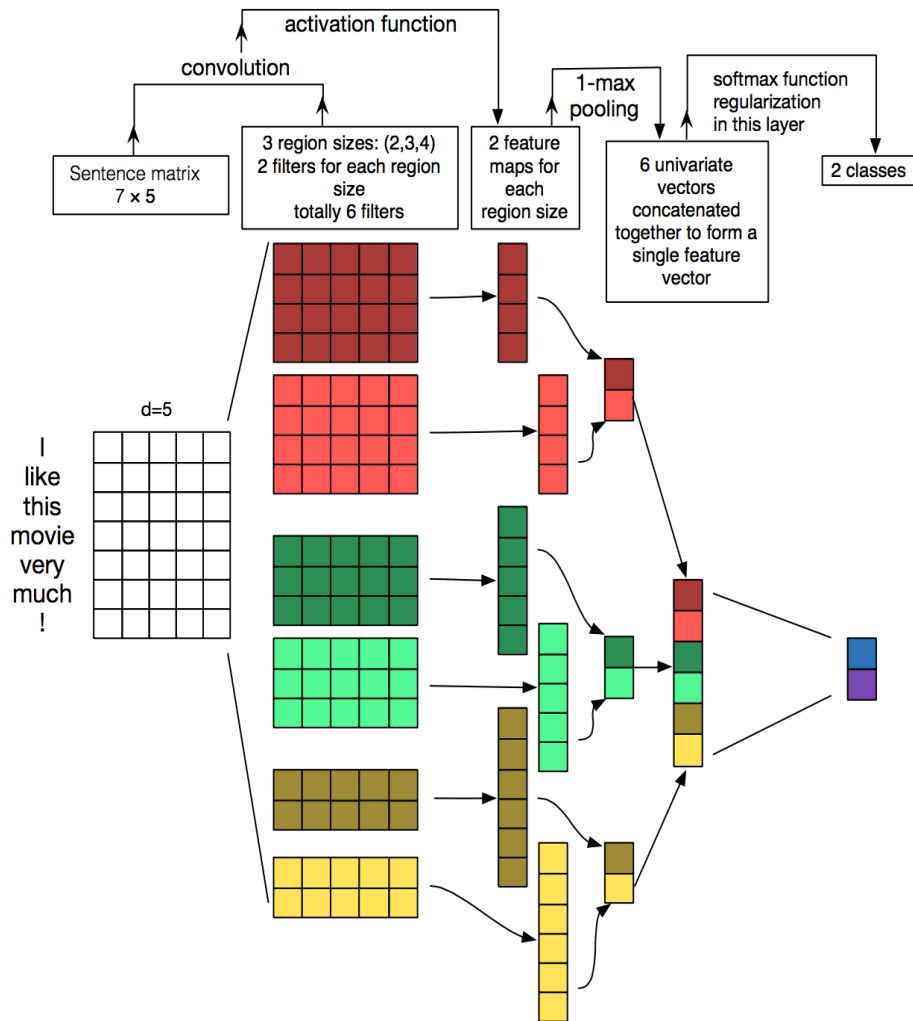 activation function
convolution
1-max
pooling
softmax function
regularization
in this layer
Sentence matrix
7 × 5
3 region sizes: (2,3,4)
2 filters for each region
size
totally 6 filters
2 feature
maps for
each
region size
6 univariate
vectors
concatenated
together to form a
single feature
vector
2 classes
d=5
I
like
this
movie
very
much
!